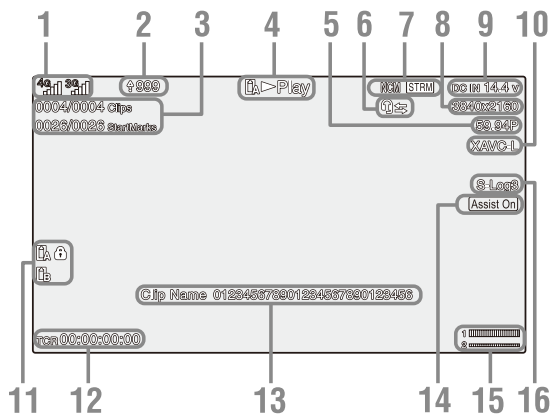 1 2 3 4 6 7 9 10
4G 3G 999 A Play NCM STRM DC IN 14.4 V
0004/0004 Clips 8 3840x2160
0026/0026 StartMarks 5 59.94P
XAVC-L
S-Log3
Assist On
A
B
Clip Name 012345678901234567890123456
TCR 00:00:00:00
1
2
11 12 13 14 15 16